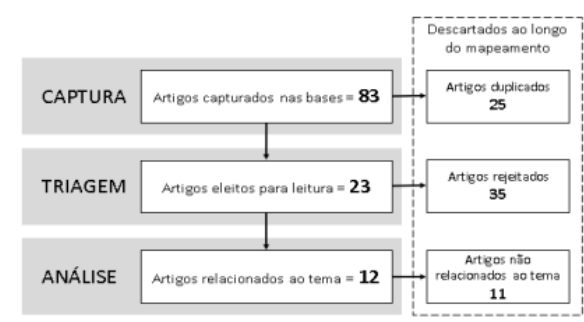 Descartados ao longo
do mapeamento
CAPTURA
Artigos capturados nas bases = 83
Artigos duplicados
25
TRIAGEM
Artigos eleitos para leitura = 23
Artigos rejeitados
35
ANÁLISE
Artigos relacionados ao tema = 12
Artigos não
relacionados ao tema
11